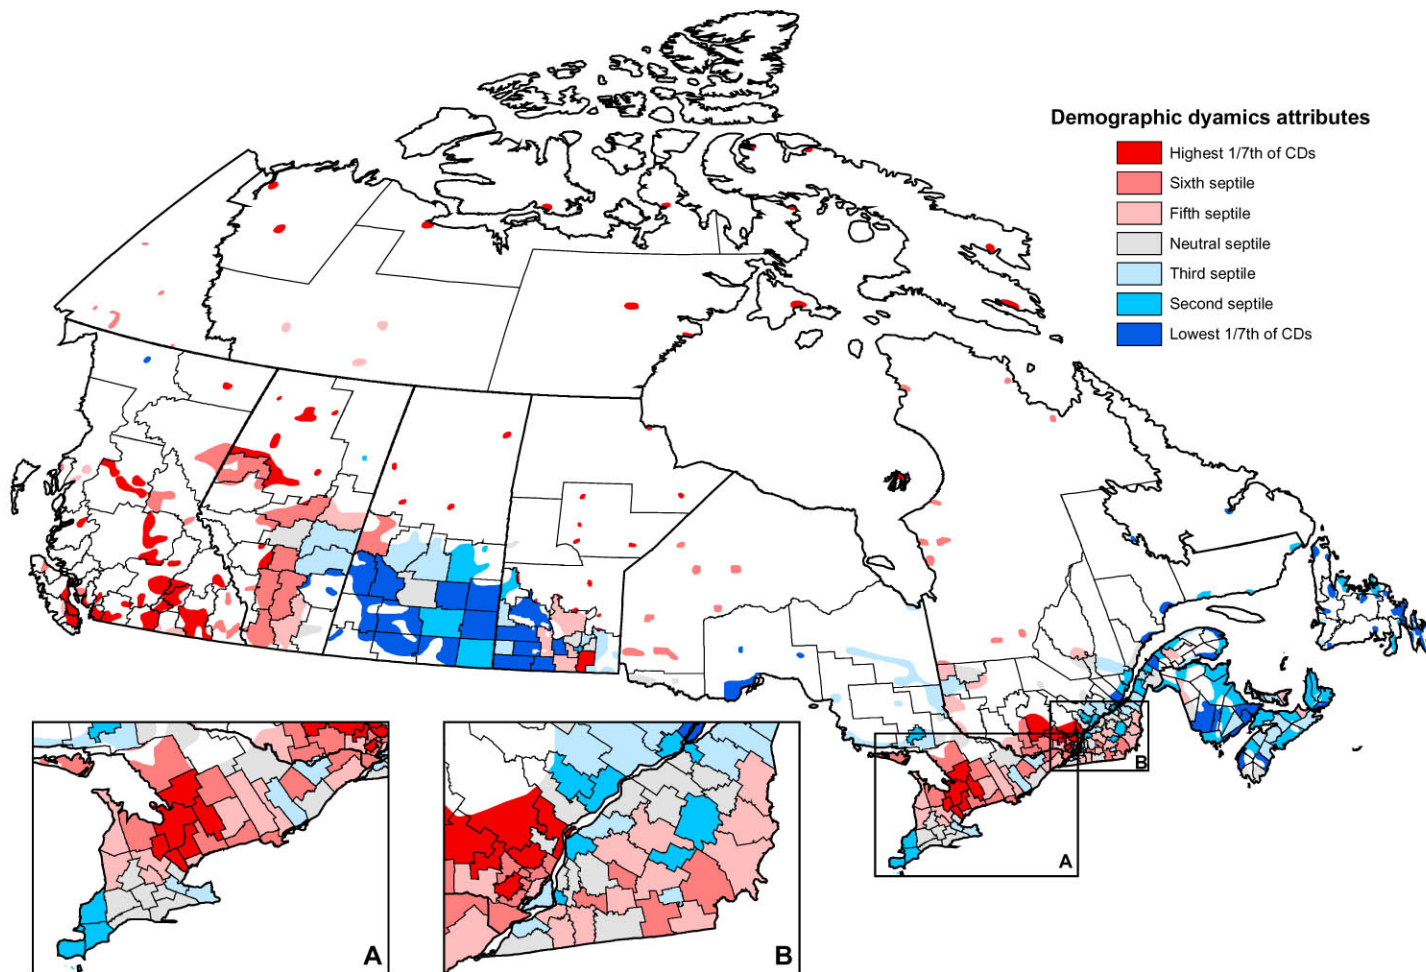 Demographic dyamics attributes
Highest 1/7th of CDs
Sixth septile
Fifth septile
Neutral septile
Third septile
Second septile
Lowest 1/7th of CDs
B
A
A
B